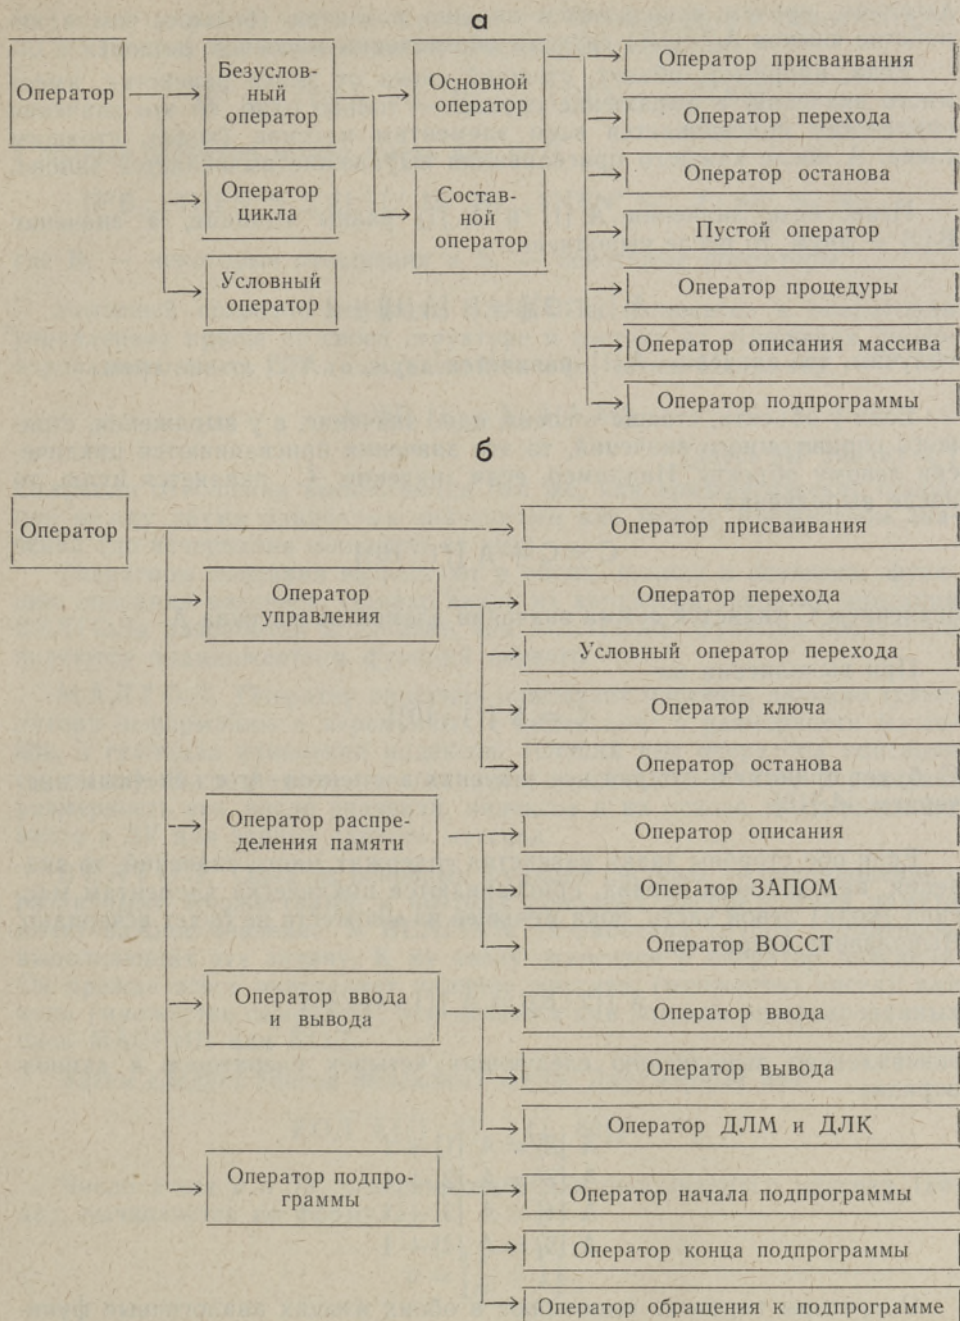 а
Оператор
Безуслов-
ный
оператор
Оператор
цикла
Условный
оператор
Основной
оператор
Состав-
ной
оператор
Оператор присваивания
Оператор перехода
Оператор останова
Пустой оператор
Оператор процедуры
Оператор описания массива
Оператор подпрограммы
б
Оператор
Оператор присваивания
Оператор
управления
Оператор перехода
Условный оператор перехода
Оператор ключа
Оператор останова
Оператор распре-
деления памяти
Оператор описания
Оператор ЗАПОМ
Оператор ВОССТ
Оператор ввода
и вывода
Оператор ввода
Оператор вывода
Оператор ДЛМ и ДЛК
Оператор подпро-
граммы
Оператор начала подпрограммы
Оператор конца подпрограммы
Оператор обращения к подпрограмме